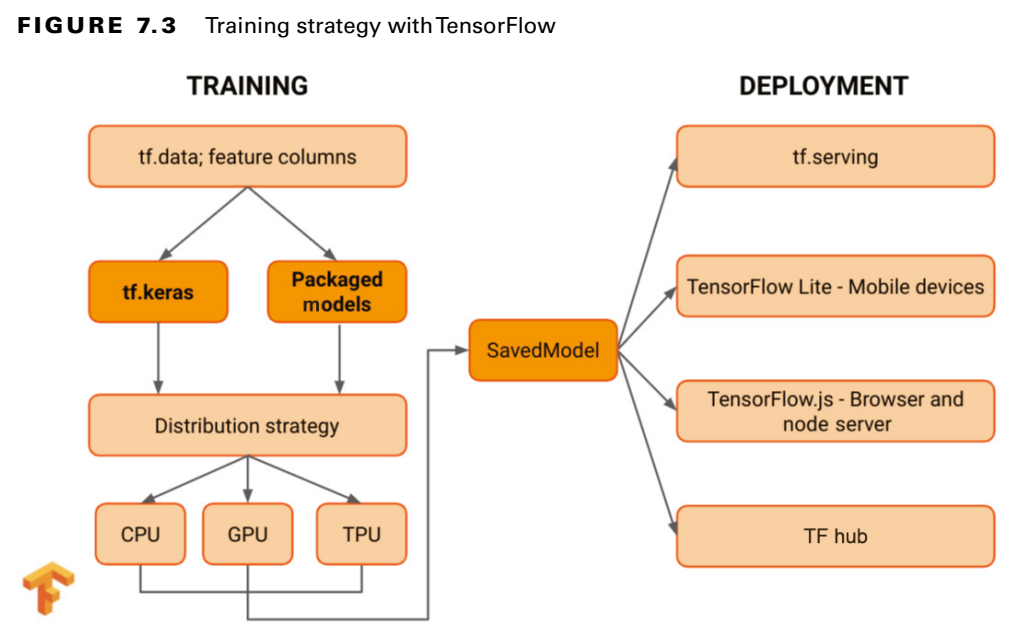 FIGURE 7.3 Training strategy with TensorFlow
TRAINING
tf.data; feature columns
tf.keras
Packaged
models
Distribution strategy
CPU
GPU
TPU
SavedModel
DEPLOYMENT
tf.serving
TensorFlow Lite - Mobile devices
TensorFlow.js - Browser and
node server
TF hub